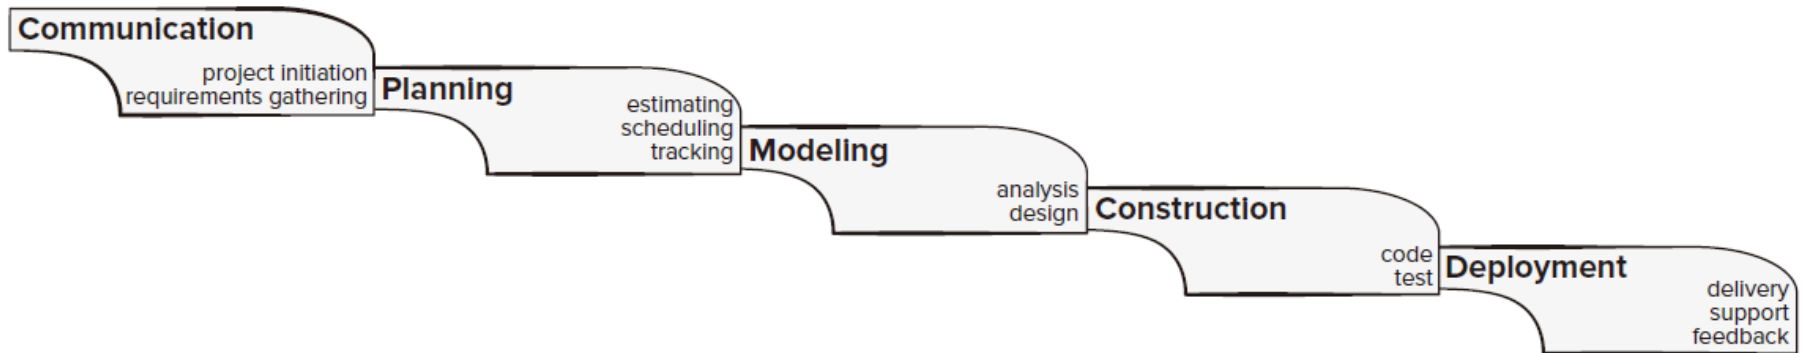 Communication
project initiation
requirements gathering
Planning
estimating
scheduling
tracking
Modeling
analysis
design
Construction
code
test
Deployment
delivery
support
feedback